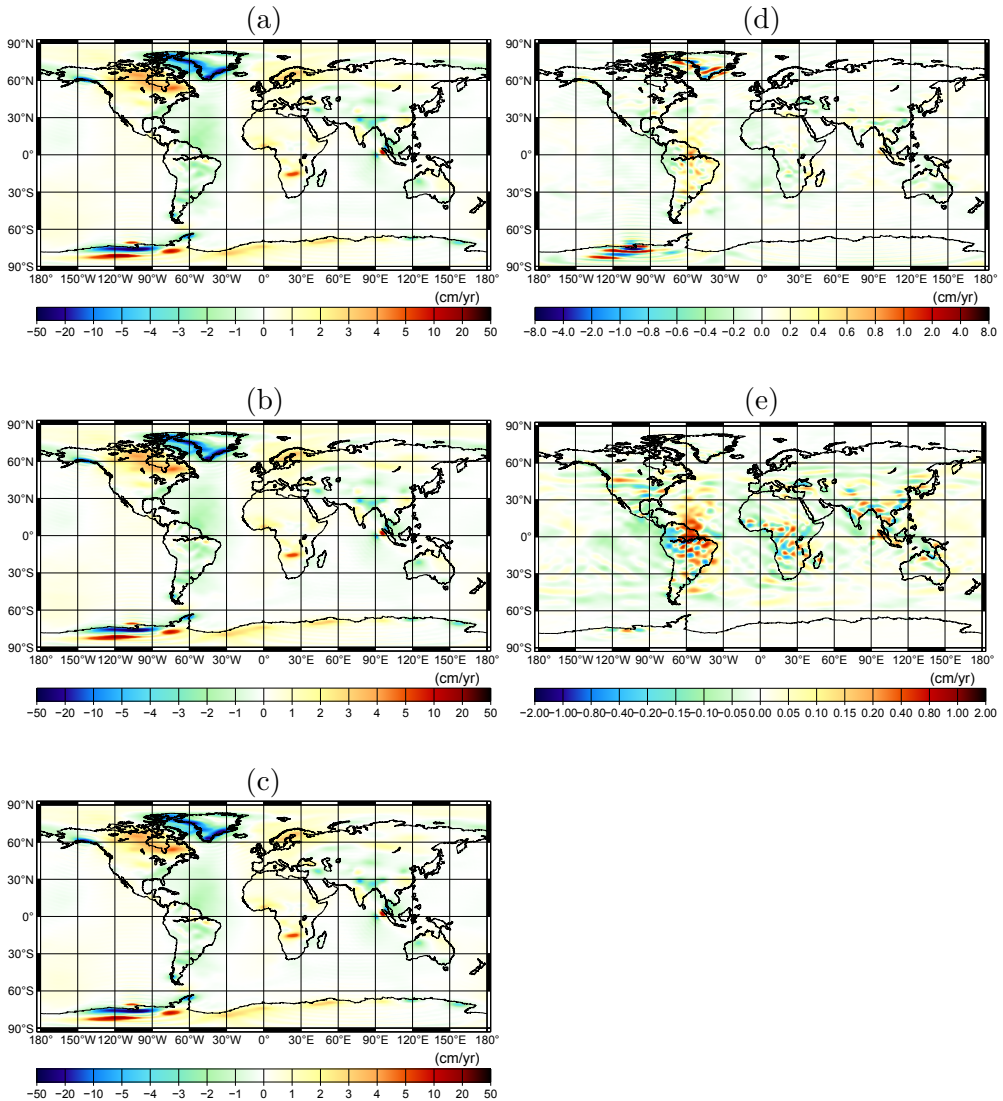 (a)
90°N
60°N
30°N
0°
30°S
60°S
90°S
180° 150°W 120°W 90°W 60°W 30°W 0° 30°E 60°E 90°E 120°E 150°E 180°
(cm/yr)
−50 −20 −10 −5 −4 −3 −2 −1 0 1 2 3 4 5 10 20 50
(b)
90°N
60°N
30°N
0°
30°S
60°S
90°S
180° 150°W 120°W 90°W 60°W 30°W 0° 30°E 60°E 90°E 120°E 150°E 180°
(cm/yr)
−50 −20 −10 −5 −4 −3 −2 −1 0 1 2 3 4 5 10 20 50
(c)
90°N
60°N
30°N
0°
30°S
60°S
90°S
180° 150°W 120°W 90°W 60°W 30°W 0° 30°E 60°E 90°E 120°E 150°E 180°
(cm/yr)
−50 −20 −10 −5 −4 −3 −2 −1 0 1 2 3 4 5 10 20 50
(d)
90°N
60°N
30°N
0°
30°S
60°S
90°S
180° 150°W 120°W 90°W 60°W 30°W 0° 30°E 60°E 90°E 120°E 150°E 180°
(cm/yr)
−8.0 −4.0 −2.0 −1.0 −0.8 −0.6 −0.4 −0.2 0.0 0.2 0.4 0.6 0.8 1.0 2.0 4.0 8.0
(e)
90°N
60°N
30°N
0°
30°S
60°S
90°S
180° 150°W 120°W 90°W 60°W 30°W 0° 30°E 60°E 90°E 120°E 150°E 180°
(cm/yr)
−2.00 −1.00 −0.80 −0.40 −0.20 −0.15 −0.10 −0.05 0.00 0.05 0.10 0.15 0.20 0.40 0.80 1.00 2.00